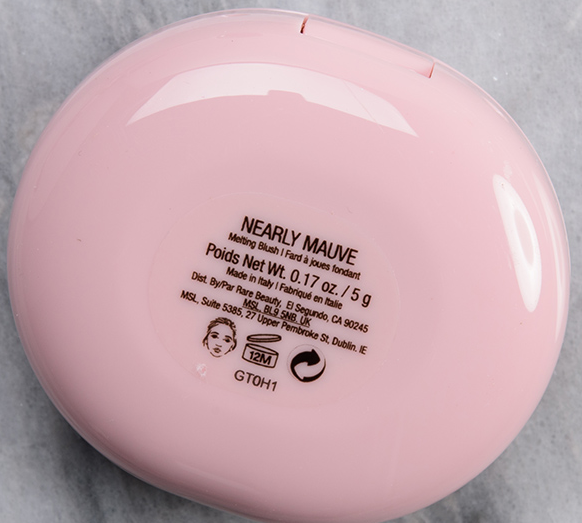 NEARLY MAUVE
Melting Blush | Fard à joues fondant
Poids Net Wt. 0.17 oz. / 5 g
Made in Italy | Fabriqué en Italie
Dist. By/Par Rare Beauty, El Segundo, CA 90245
MSL, BL9 5NB, UK
MSL, Suite 5385, 27 Upper Pembroke St, Dublin, IE
12M
GT0H1